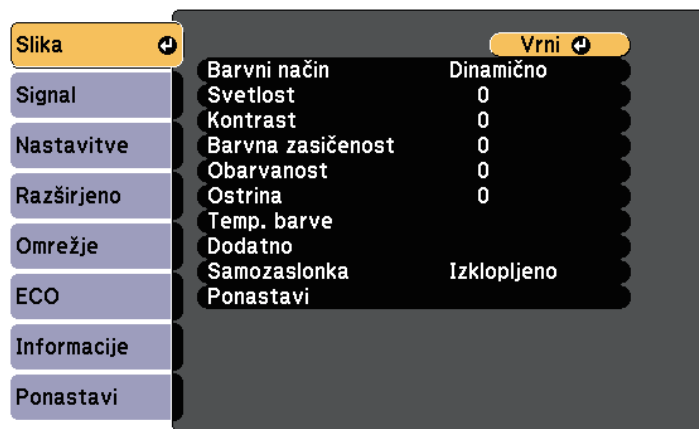 Slika
Signal
Nastavitve
Razširjeno
Omrežje
ECO
Informacije
Ponastavi
Vrni
Barvni način Dinamično
Svetlost 0
Kontrast 0
Barvna zasičenost 0
Obarvanost 0
Ostrina 0
Temp. barve
Dodatno
Samozaslonka Izklopljeno
Ponastavi